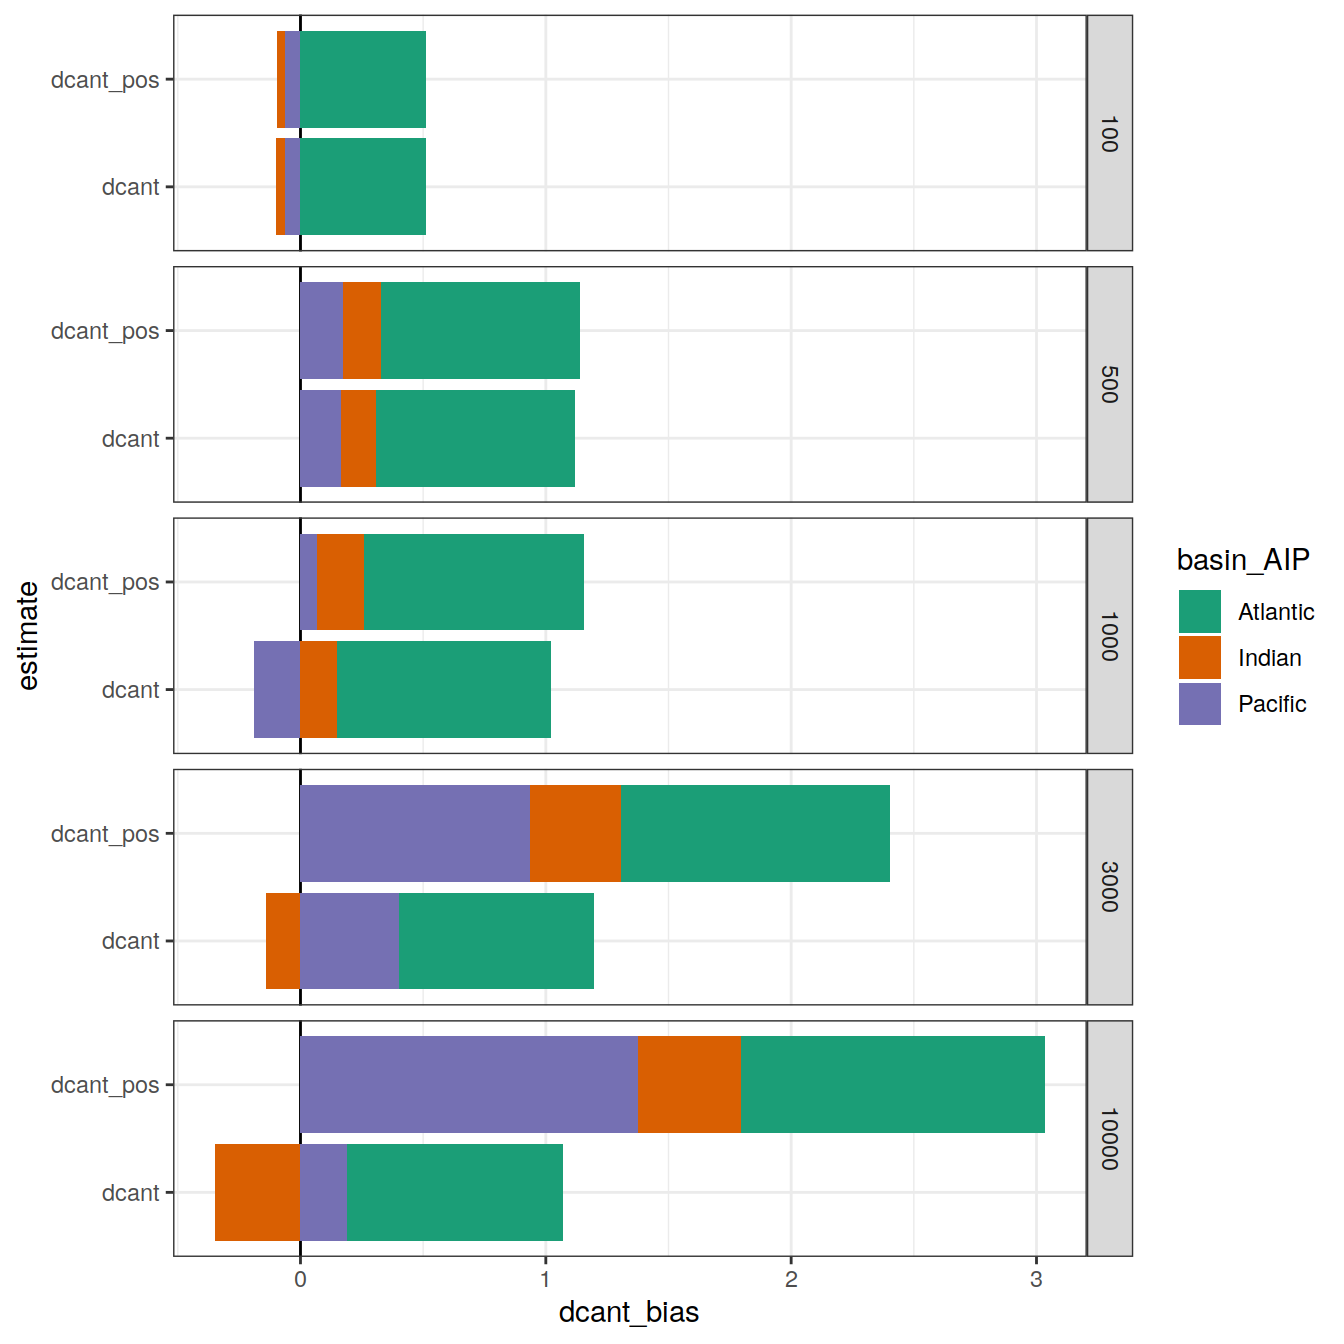 dcant_pos
dcant
100
dcant_pos
dcant
500
dcant_pos
dcant
1000
dcant_pos
dcant
3000
dcant_pos
dcant
10000
estimate
0 1 2 3
dcant_bias
basin_AIP
Atlantic
Indian
Pacific